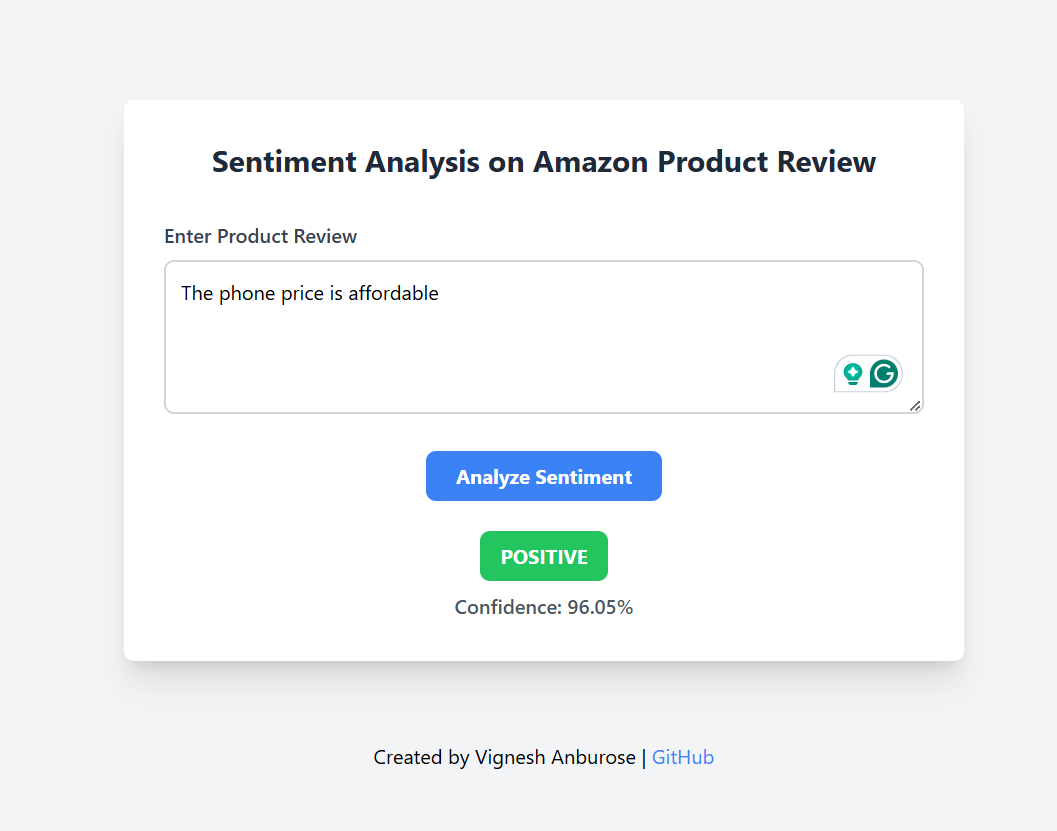 Sentiment Analysis on Amazon Product Review
Enter Product Review
The phone price is affordable
Analyze Sentiment
POSITIVE
Confidence: 96.05%
Created by Vignesh Anburose | GitHub